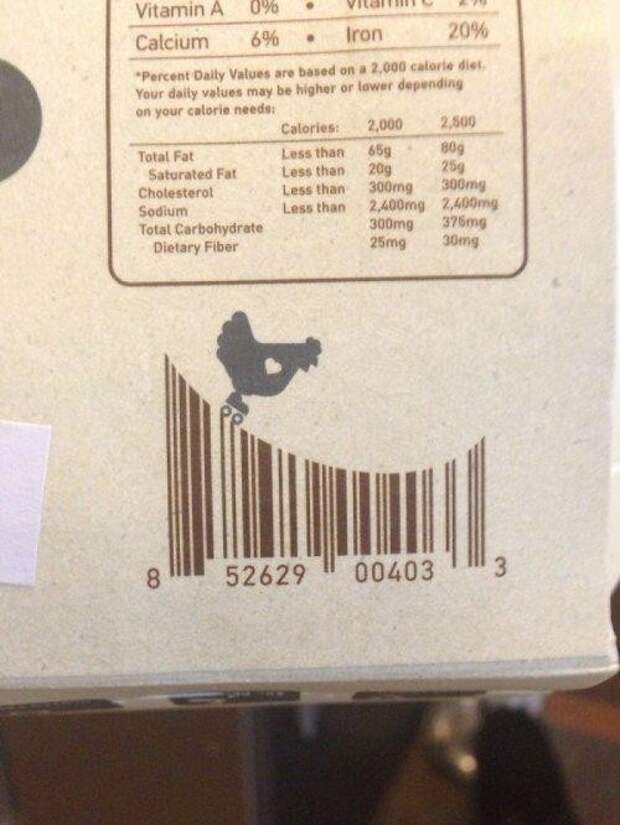 Vitamin A 0% • Vitamin C
Calcium 6% • Iron 20%
*Percent Daily Values are based on a 2,000 calorie diet.
Your daily values may be higher or lower depending
on your calorie needs:
Calories: 2,000 2,500
Total Fat Less than 65g 80g
Saturated Fat Less than 20g 25g
Cholesterol Less than 300mg 300mg
Sodium Less than 2,400mg 2,400mg
Total Carbohydrate 300mg 375mg
Dietary Fiber 25mg 30mg
8 52629 00403 3